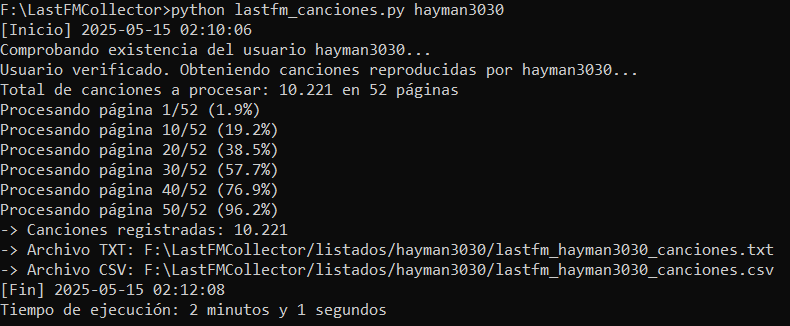 F:\LastFMCollector>python lastfm_canciones.py hayman3030
[Inicio] 2025-05-15 02:10:06
Comprobando existencia del usuario hayman3030...
Usuario verificado. Obteniendo canciones reproducidas por hayman3030...
Total de canciones a procesar: 10.221 en 52 páginas
Procesando página 1/52 (1.9%)
Procesando página 10/52 (19.2%)
Procesando página 20/52 (38.5%)
Procesando página 30/52 (57.7%)
Procesando página 40/52 (76.9%)
Procesando página 50/52 (96.2%)
-> Canciones registradas: 10.221
-> Archivo TXT: F:\LastFMCollector/listados/hayman3030/lastfm_hayman3030_canciones.txt
-> Archivo CSV: F:\LastFMCollector/listados/hayman3030/lastfm_hayman3030_canciones.csv
[Fin] 2025-05-15 02:12:08
Tiempo de ejecución: 2 minutos y 1 segundos